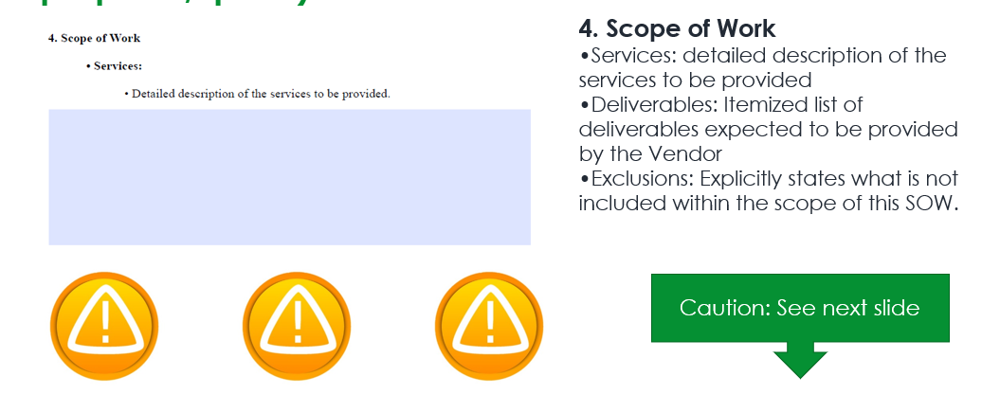 4. Scope of Work
• Services:
• Detailed description of the services to be provided.
4. Scope of Work
•Services: detailed description of the
services to be provided
•Deliverables: Itemized list of
deliverables expected to be provided
by the Vendor
•Exclusions: Explicitly states what is not
included within the scope of this SOW.
Caution: See next slide